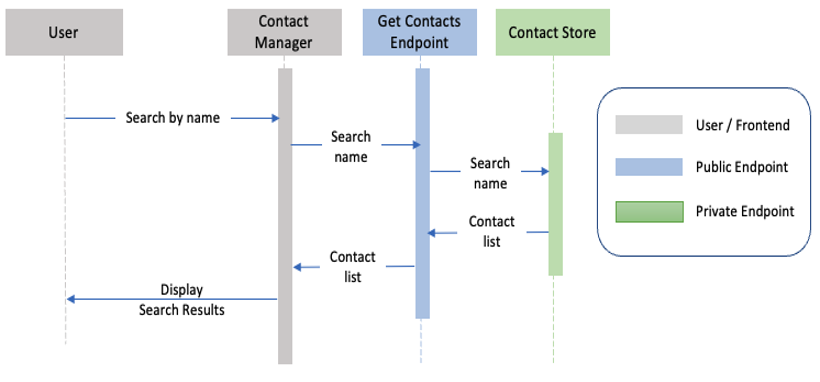 User
Contact
Manager
Get Contacts
Endpoint
Contact Store
Search by name
Search
name
Search
name
Contact
list
Contact
list
Display
Search Results
User / Frontend
Public Endpoint
Private Endpoint